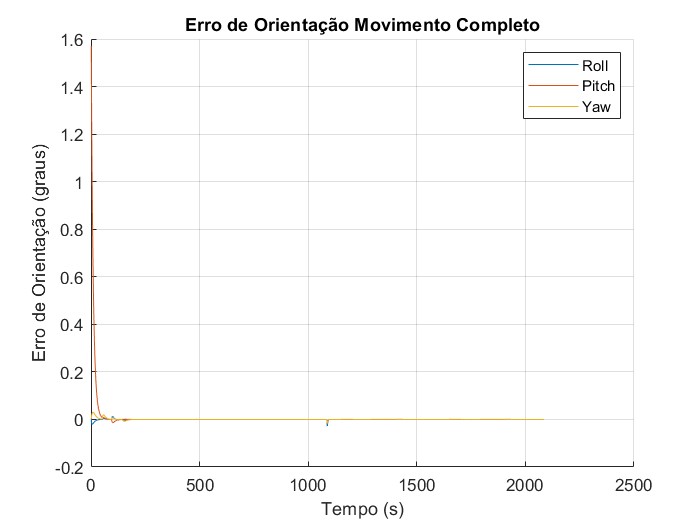 Erro de Orientação Movimento Completo
Erro de Orientação (graus)
1.6
1.4
1.2
1
0.8
0.6
0.4
0.2
0
-0.2
Roll
Pitch
Yaw
0 500 1000 1500 2000 2500
Tempo (s)